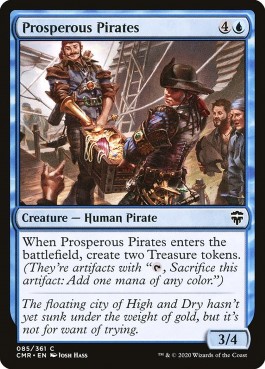 Prosperous Pirates 4
Creature — Human Pirate
When Prosperous Pirates enters the
battlefield, create two Treasure tokens.
(They're artifacts with “, Sacrifice this
artifact: Add one mana of any color.”)
The floating city of High and Dry hasn't
yet sunk under the weight of gold, but it's
not for want of trying.
3/4
085/361 C
CMR • EN Josh Hass
™ & © 2020 Wizards of the Coast